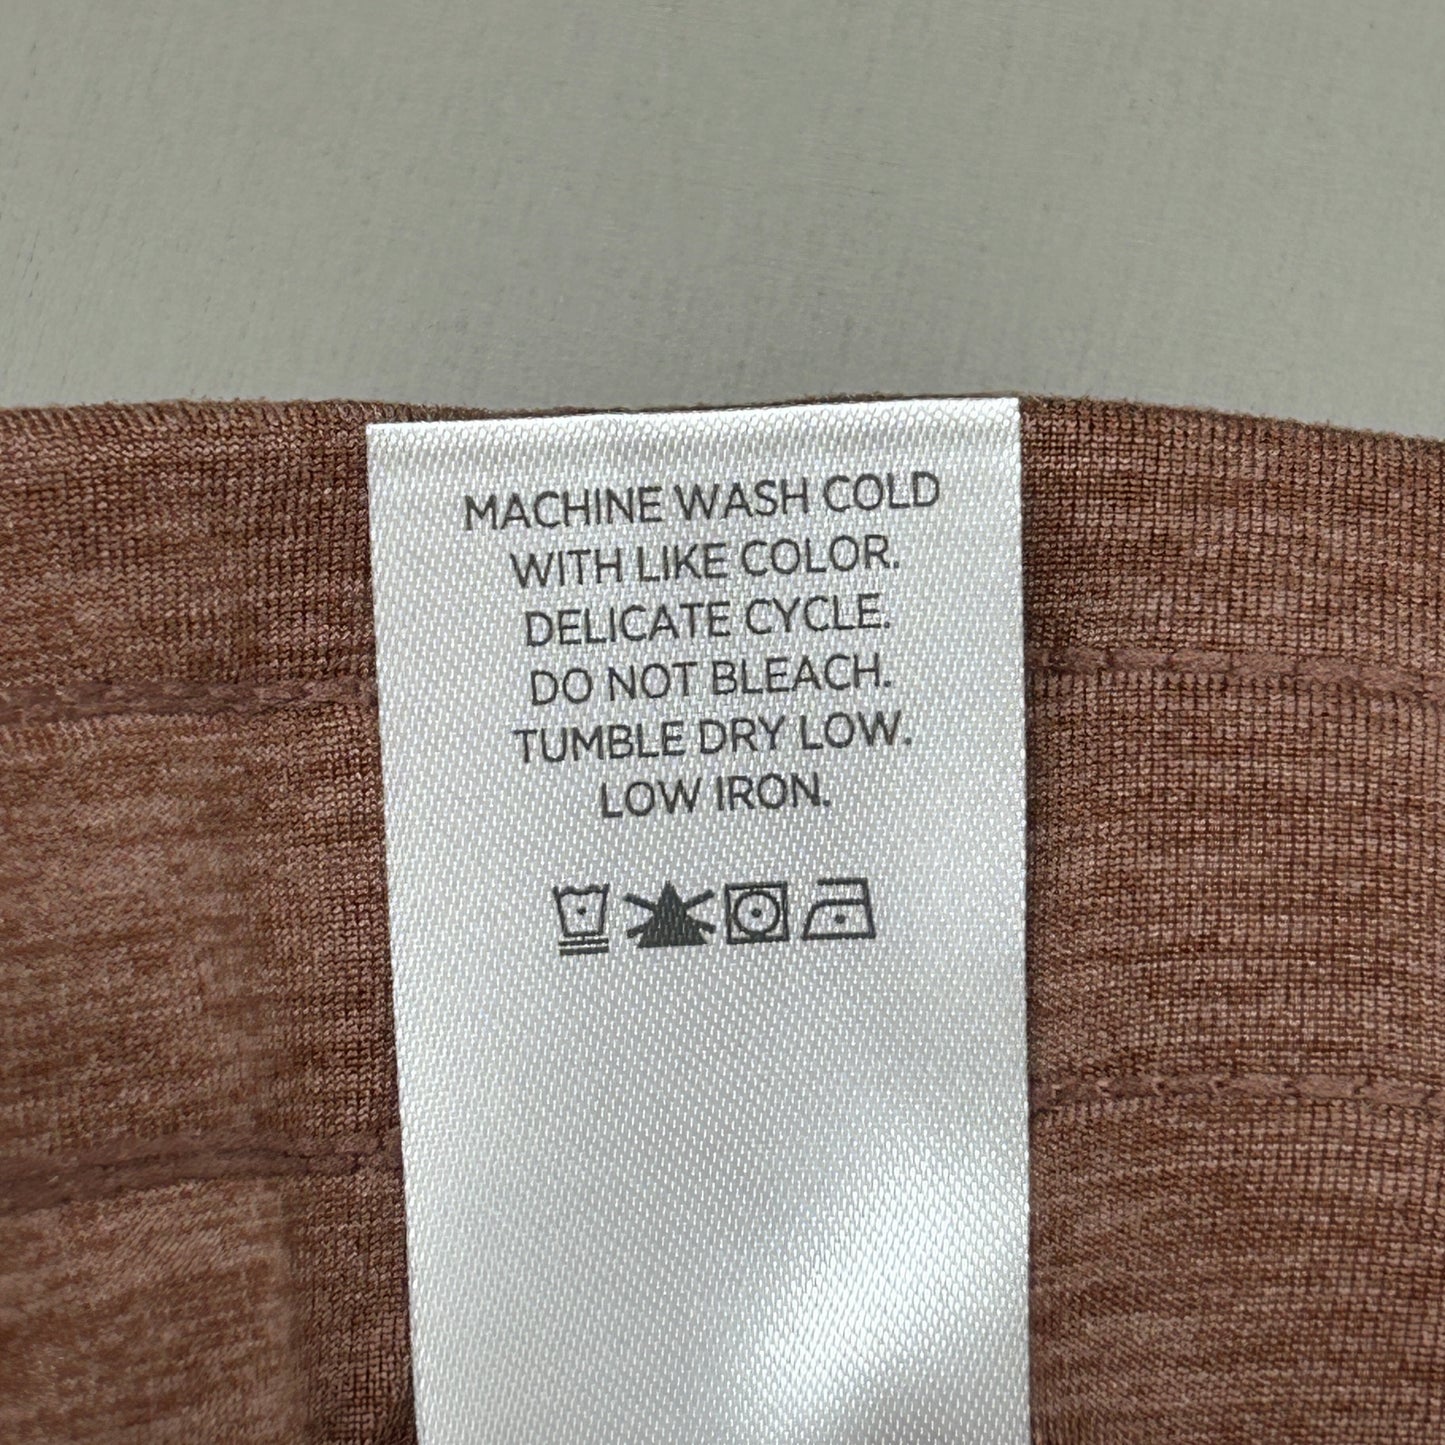 MACHINE WASH COLD
WITH LIKE COLOR.
DELICATE CYCLE.
DO NOT BLEACH.
TUMBLE DRY LOW.
LOW IRON.